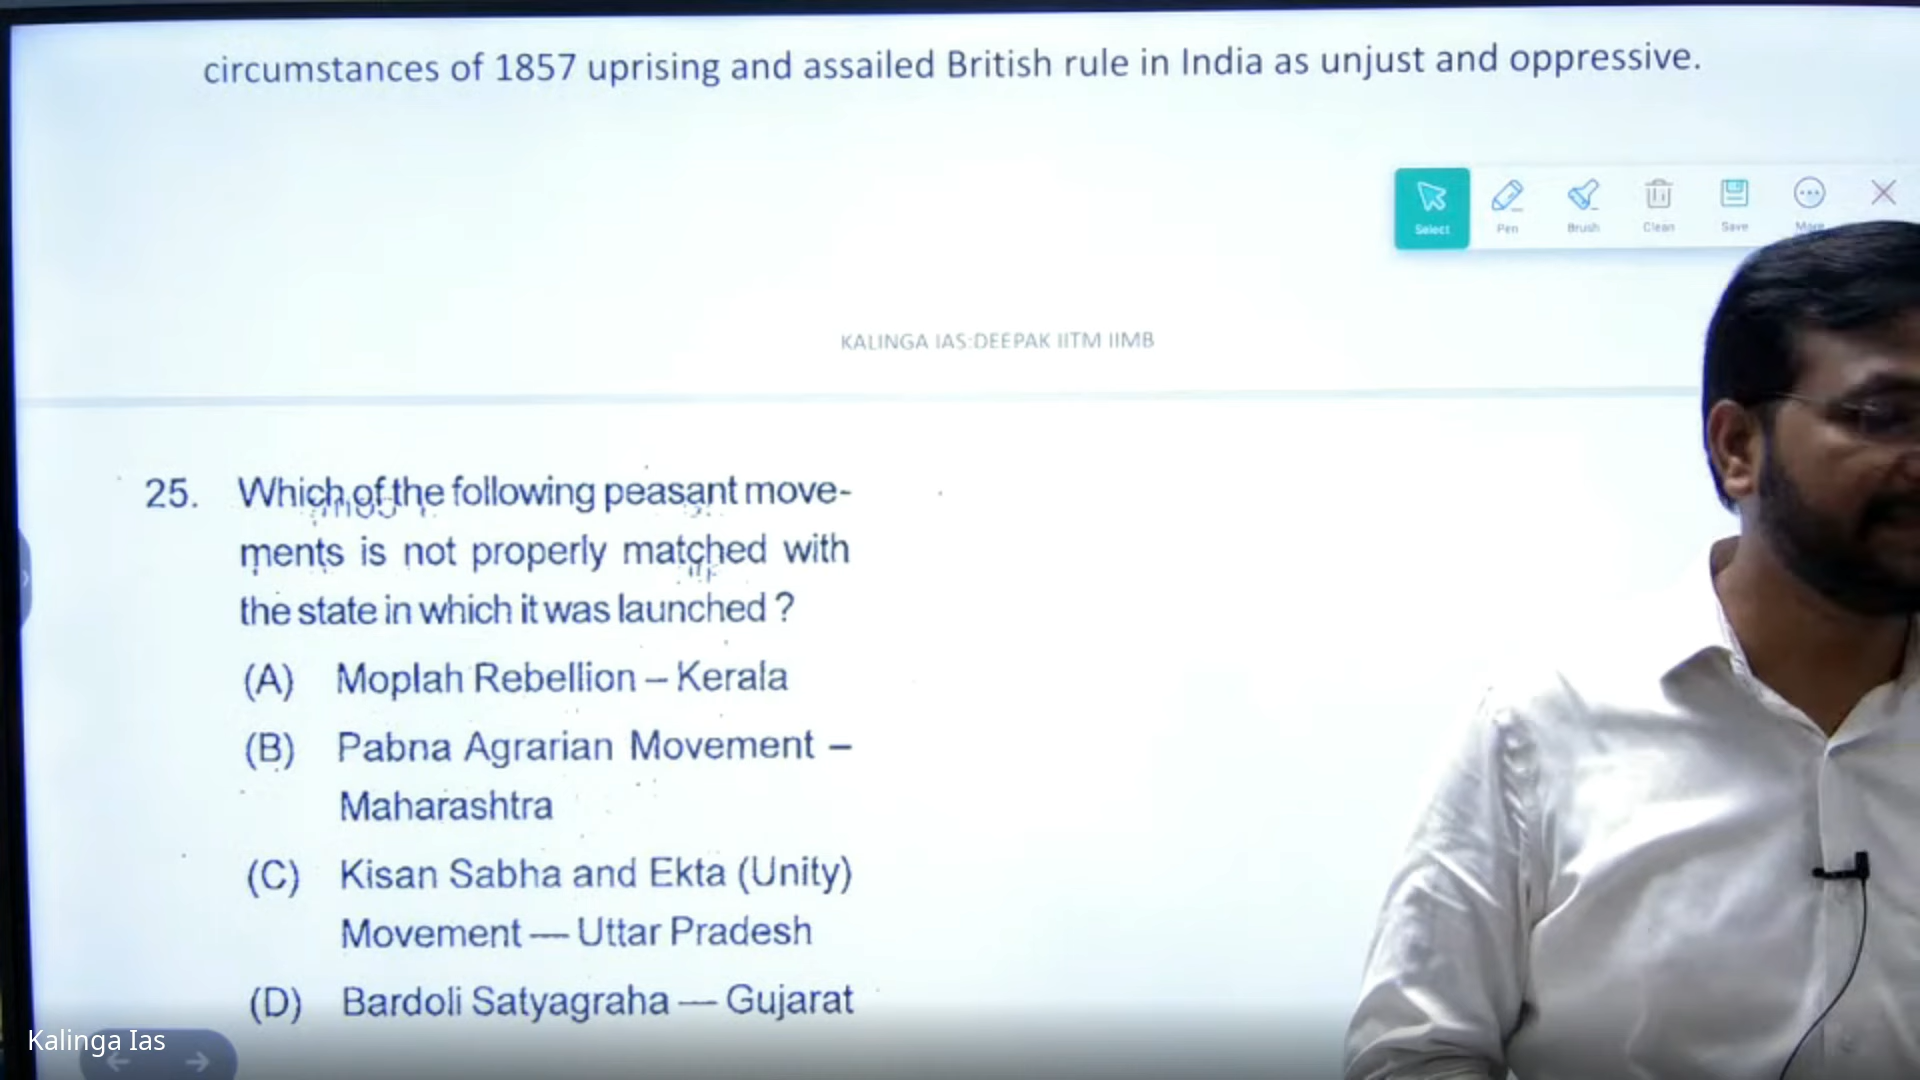 circumstances of 1857 uprising and assailed British rule in India as unjust and oppressive.
Select Pen Brush Clean Save More
KALINGA IAS:DEEPAK IITM IIMB
25. Which of the following peasant move-
ments is not properly matched with
the state in which it was launched ?
(A) Moplah Rebellion – Kerala
(B) Pabna Agrarian Movement –
Maharashtra
(C) Kisan Sabha and Ekta (Unity)
Movement — Uttar Pradesh
(D) Bardoli Satyagraha — Gujarat
Kalinga Ias